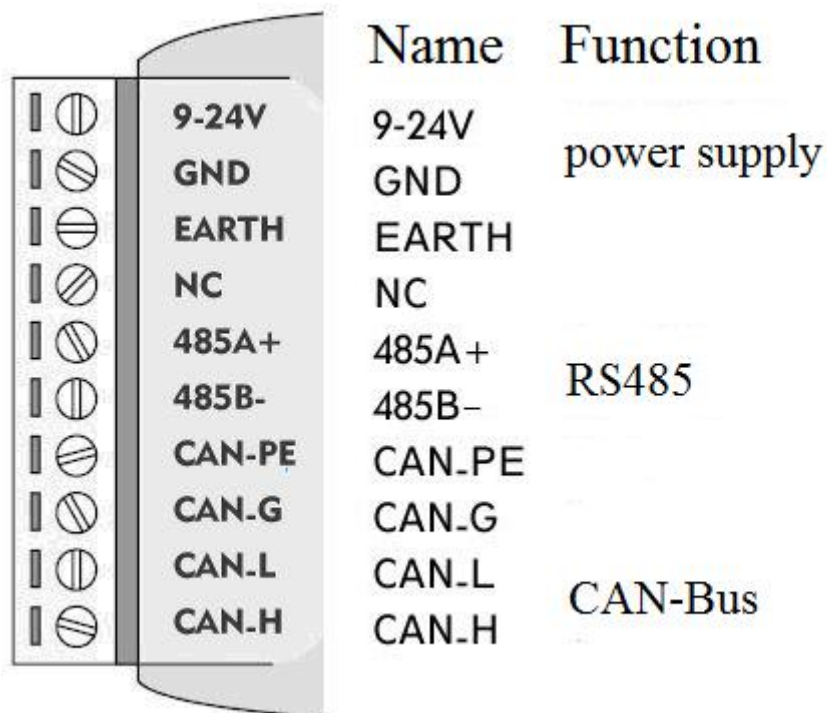 Name Function
9-24V 9-24V
power supply
GND GND
EARTH EARTH
NC NC
485A+ 485A+
RS485
485B- 485B-
CAN-PE CAN-PE
CAN-G CAN-G
CAN-L CAN-L
CAN-Bus
CAN-H CAN-H